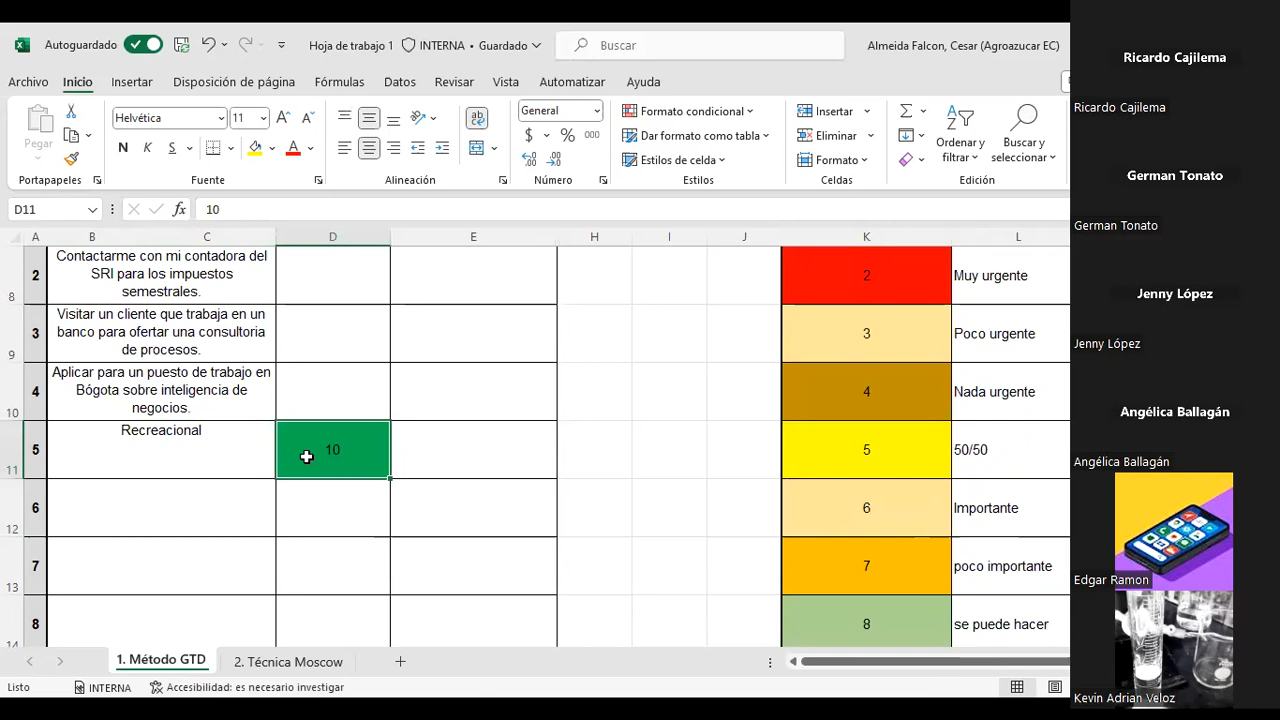 Autoguardado
Hoja de trabajo 1
INTERNA • Guardado
Buscar
Almeida Falcon, Cesar (Agroazucar EC)
Archivo Inicio Insertar Disposición de página Fórmulas Datos Revisar Vista Automatizar Ayuda
Pegar
Portapapeles
Helvética 11
N K S
Fuente
ab
Alineación
General
$ % 000
Número
Formato condicional
Dar formato como tabla
Estilos de celda
Estilos
Insertar
Eliminar
Formato
Celdas
Ordenar y
filtrar
Buscar y
seleccionar
Edición
D11 fx 10
A B C D E H I J K L
8
2
Contactarme con mi contador del
SRI para los impuestos
semestrales.
2 Muy urgente
9
3
Visitar un cliente que trabaja en un
banco para ofertar una consultoria
de procesos.
3 Poco urgente
10
4
Aplicar para un puesto de trabajo en
Bógota sobre inteligencia de
negocios.
4 Nada urgente
11
5
Recreacional
10
5 50/50
12
6
6 Importante
13
7
7 poco importante
14
8
8 se puede hacer
1. Método GTD 2. Técnica Moscow
Listo INTERNA Accesibilidad: es necesario investigar
Ricardo Cajilema
Ricardo Cajilema
German Tonato
German Tonato
Jenny López
Jenny López
Angélica Ballagán
Angélica Ballagán
Edgar Ramon
Kevin Adrian Veloz